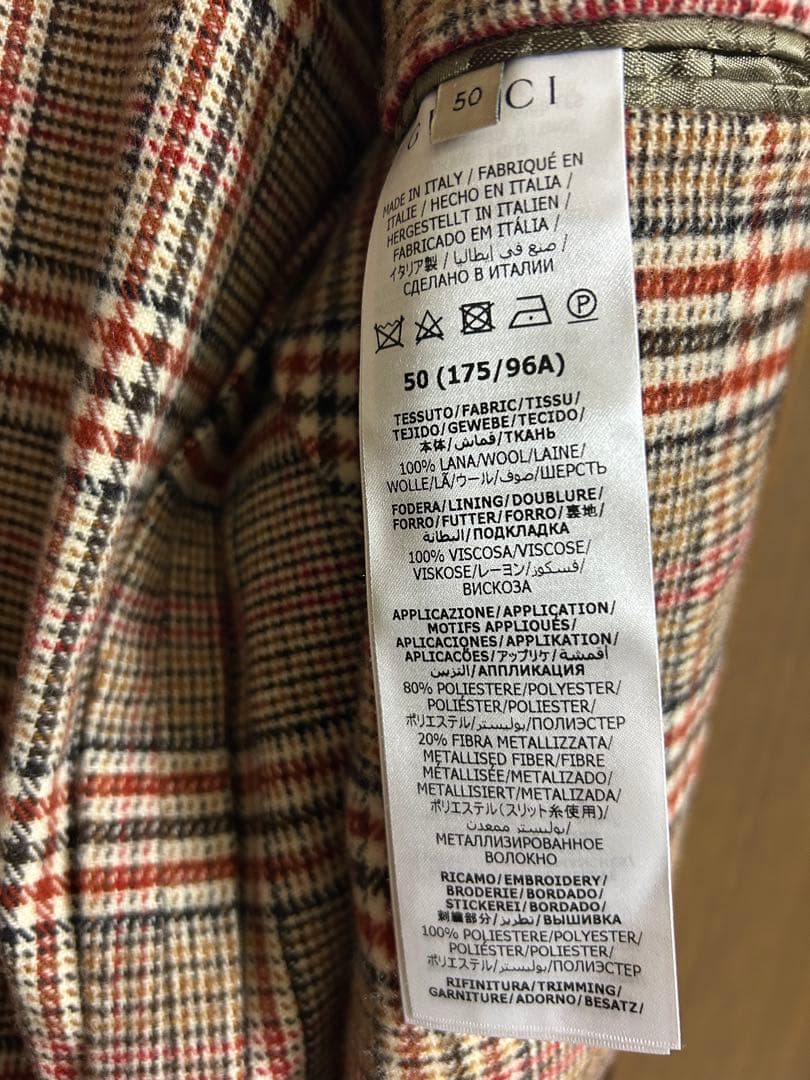 GUCCI
50
MADE IN ITALY / FABRIQUÉ EN
ITALIE / HECHO EN ITALIA /
HERGESTELLT IN ITALIEN /
FABRICADO EM ITÁLIA /
صنع في إيطاليا /
イタリア製 /
СДЕЛАНО В ИТАЛИИ
P
50 (175/96A)
TESSUTO/FABRIC/TISSU/
TEJIDO/GEWEBE/TECIDO/
本体/قماش/ТКАНЬ
100% LANA/WOOL/LAINE/
WOLLE/LÃ/ウール/صوف/ШЕРСТЬ
FODERA/LINING/DOUBLURE/
FORRO/FUTTER/FORRO/裏地/
البطانة/ПОДКЛАДКА
100% VISCOSA/VISCOSE/
VISKOSE/レーヨン/فسكوز/
ВИСКОЗА
APPLICAZIONE/APPLICATION/
MOTIFS APPLIQUÉS/
APLICACIONES/APPLIKATION/
APLICACÕES/アップリケ/أقمشة
التزيين/АППЛИКАЦИЯ
80% POLIESTERE/POLYESTER/
POLYESTER/POLIÉSTER/
ポリエステル/بوليستر/ПОЛИЭСТЕР
20% FIBRA METALLIZZATA/
METALLISED FIBER/FIBRE
MÉTALLISÉE/METALIZADO/
METALLISIERT/METALIZADA/
ポリエステル(スリット糸使用)/
بوليستر ممعدن/
МЕТАЛЛИЗИРОВАННОЕ
ВОЛОКНО
RICAMO/EMBROIDERY/
BRODERIE/BORDADO/
STICKEREI/BORDADO/
刺繍部分/تطريز/ВЫШИВКА
100% POLIESTERE/POLYESTER/
POLYESTER/POLIÉSTER/
ポリエステル/بوليستر/ПОЛИЭСТЕР
RIFINITURA/TRIMMING/
GARNITURE/ADORNO/BESATZ/